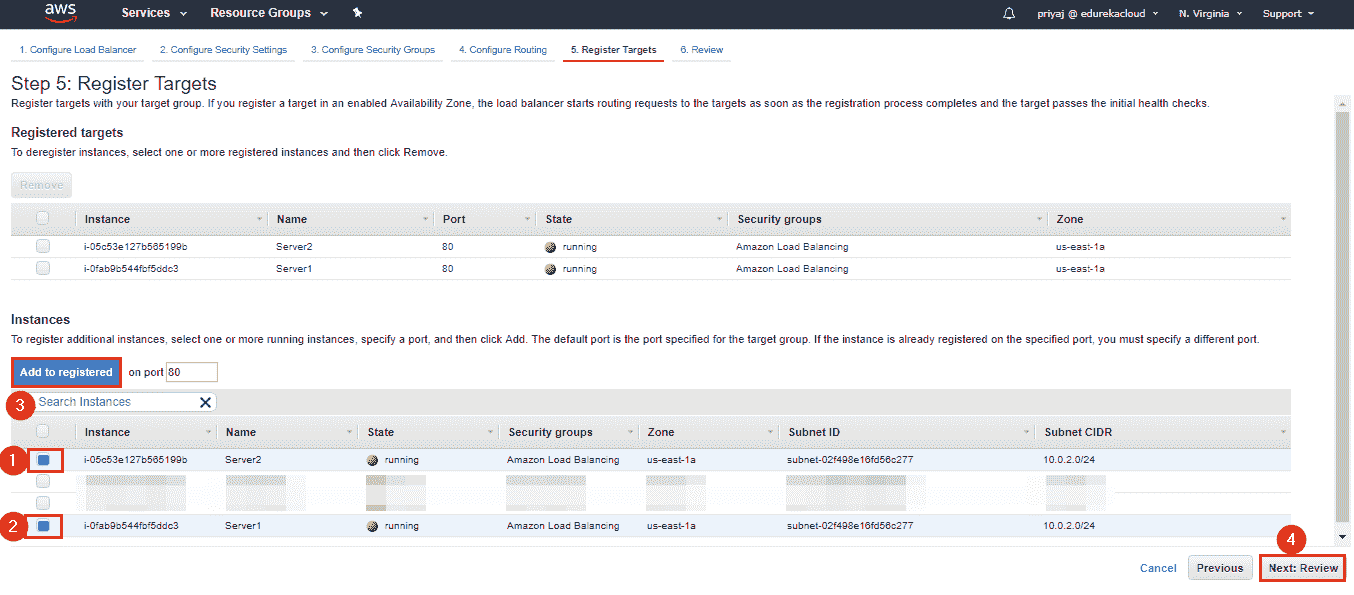 aws Services Resource Groups priyaj @ edurekacloud N. Virginia Support
1. Configure Load Balancer 2. Configure Security Settings 3. Configure Security Groups 4. Configure Routing 5. Register Targets 6. Review
Step 5: Register Targets
Register targets with your target group. If you register a target in an enabled Availability Zone, the load balancer starts routing requests to the targets as soon as the registration process completes and the target passes the initial health checks.
Registered targets
To deregister instances, select one or more registered instances and then click Remove.
Remove
Instance Name Port State Security groups Zone
i-05c53e127b565199b Server2 80 running Amazon Load Balancing us-east-1a
i-0fab9b544fbf5ddc3 Server1 80 running Amazon Load Balancing us-east-1a
Instances
To register additional instances, select one or more running instances, specify a port, and then click Add. The default port is the port specified for the target group. If the instance is already registered on the specified port, you must specify a different port.
Add to registered on port 80
3 Search Instances
Instance Name State Security groups Zone Subnet ID Subnet CIDR
1 i-05c53e127b565199b Server2 running Amazon Load Balancing us-east-1a subnet-02f498e16fd56c277 10.0.2.0/24
2 i-0fab9b544fbf5ddc3 Server1 running Amazon Load Balancing us-east-1a subnet-02f498e16fd56c277 10.0.2.0/24
4
Cancel Previous Next: Review